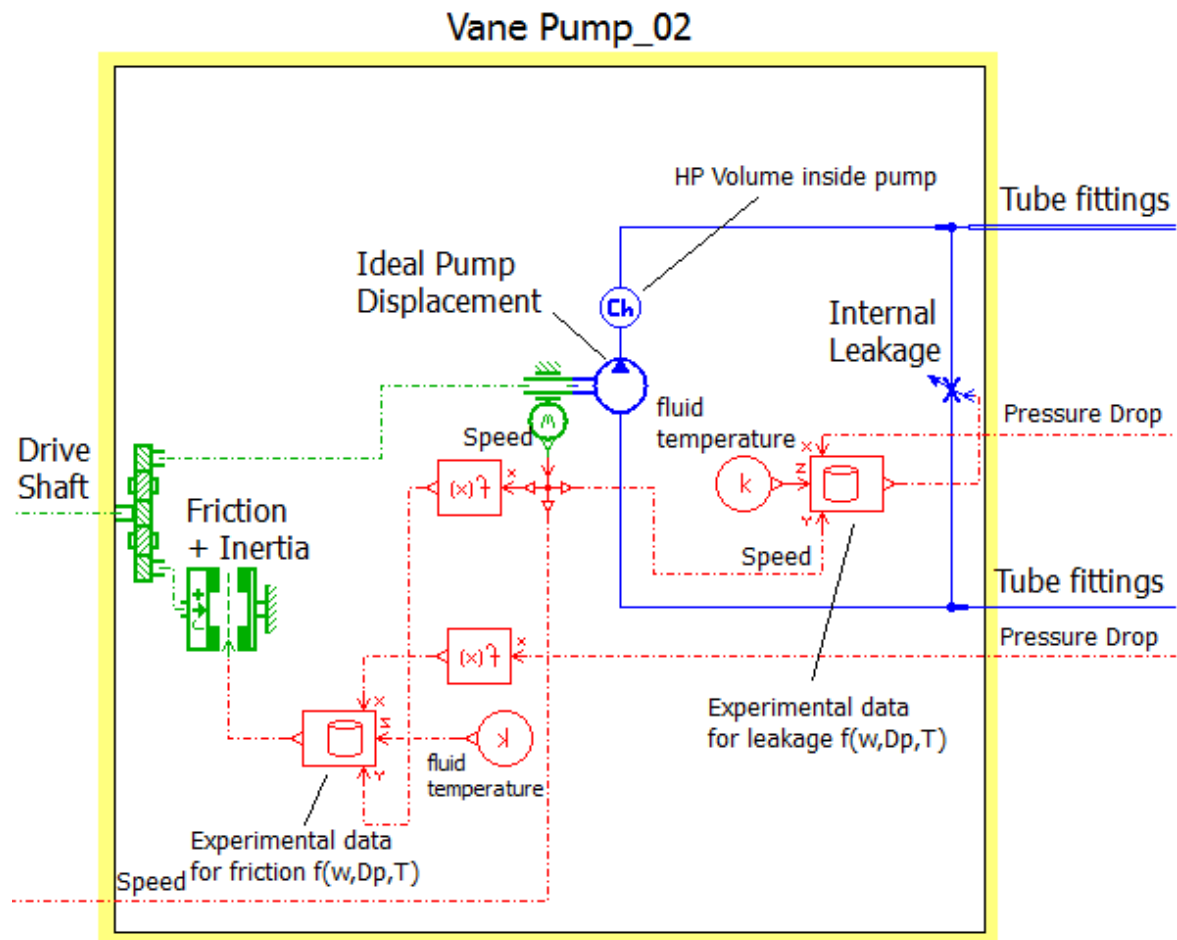 Vane Pump_02
HP Volume inside pump
Tube fittings
Ideal Pump
Displacement
Ch
Internal
Leakage
fluid
temperature
Pressure Drop
m
Speed
Drive
Shaft
x
f(x)
x
z
k
Y
Friction
+ Inertia
Speed
Tube fittings
Pressure Drop
x
f(x)
x
z
k
Y
Experimental data
for leakage f(w,Dp,T)
fluid
temperature
Experimental data
for friction f(w,Dp,T)
Speed